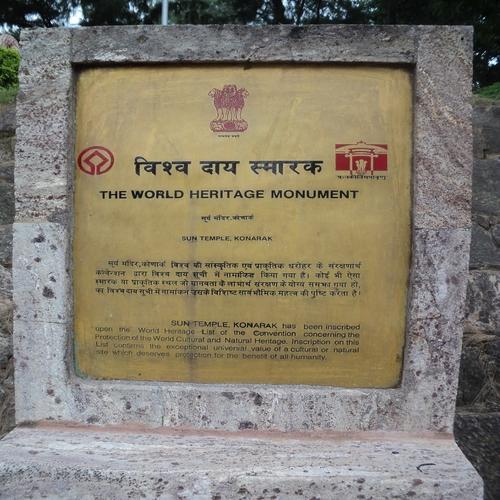 विश्व दाय स्मारक
THE WORLD HERITAGE MONUMENT
सूर्य मंदिर, कोणार्क
SUN TEMPLE, KONARAK
सूर्य मंदिर, कोणार्क विश्व की सांस्कृतिक एवं प्राकृतिक धरोहर के संरक्षणार्थ
कन्वेन्शन द्वारा विश्व दाय सूची में नामांकित किया गया है। कोई भी ऐसा
स्मारक या प्राकृतिक स्थल जो मानवता के लाभार्थ संरक्षण के योग्य समझा गया हो,
का विश्व दाय सूची में नामांकन उसके विशिष्ट सार्वभौमिक महत्व की पुष्टि करता है।
SUN TEMPLE, KONARAK has been inscribed
upon the World Heritage List of the Convention concerning the
Protection of the World Cultural and Natural Heritage. Inscription on this
List confirms the exceptional universal value of a cultural or natural
site which deserves protection for the benefit of all humanity.